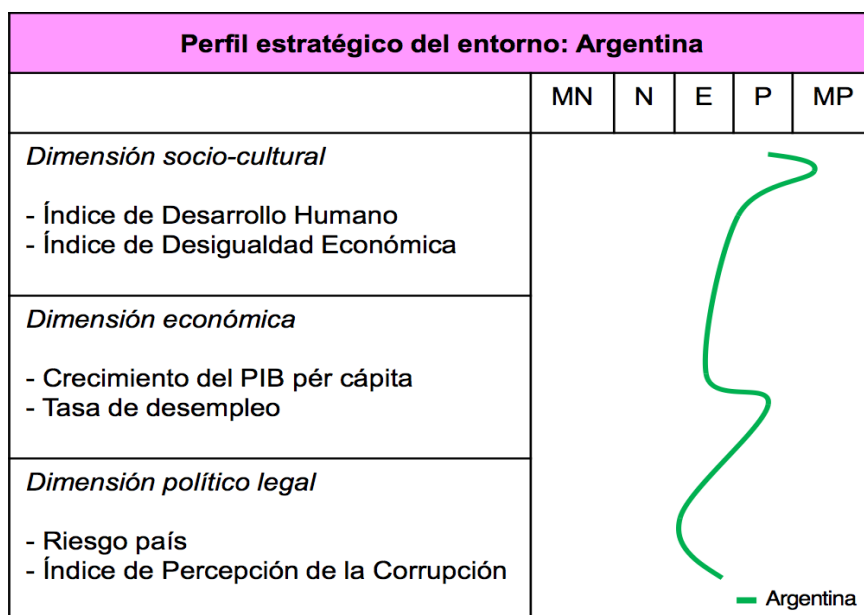 Perfil estratégico del entorno: Argentina
MN N E P MP
Dimensión socio-cultural
- Índice de Desarrollo Humano
- Índice de Desigualdad Económica
Dimensión económica
- Crecimiento del PIB pér cápita
- Tasa de desempleo
Dimensión político legal
- Riesgo país
- Índice de Percepción de la Corrupción
Argentina